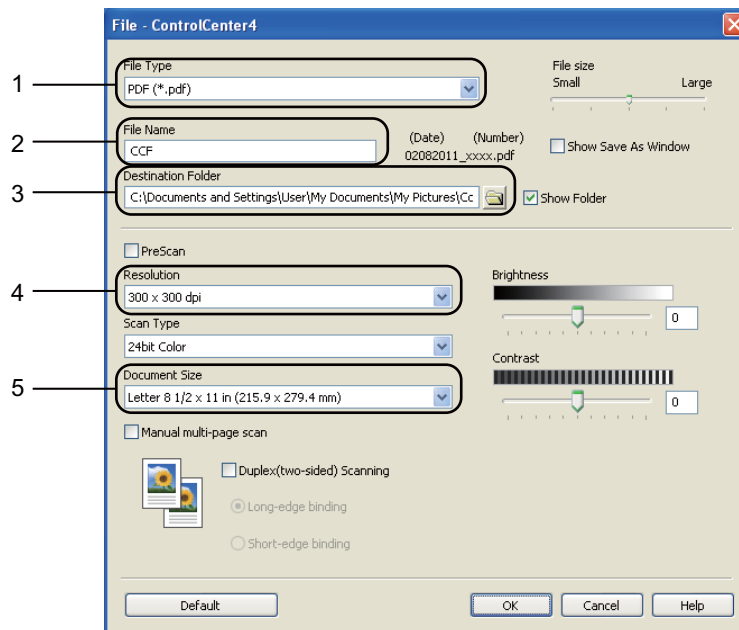 File - ControlCenter4
1
File Type
PDF (*.pdf)
File size
Small Large
2
File Name
CCF
(Date) (Number)
02082011_xxxx.pdf
Show Save As Window
3
Destination Folder
C:\Documents and Settings\User\My Documents\My Pictures\Cc
Show Folder
PreScan
4
Resolution
300 x 300 dpi
Brightness
0
Scan Type
24bit Color
Contrast
0
5
Document Size
Letter 8 1/2 x 11 in (215.9 x 279.4 mm)
Manual multi-page scan
Duplex(two-sided) Scanning
Long-edge binding
Short-edge binding
Default OK Cancel Help